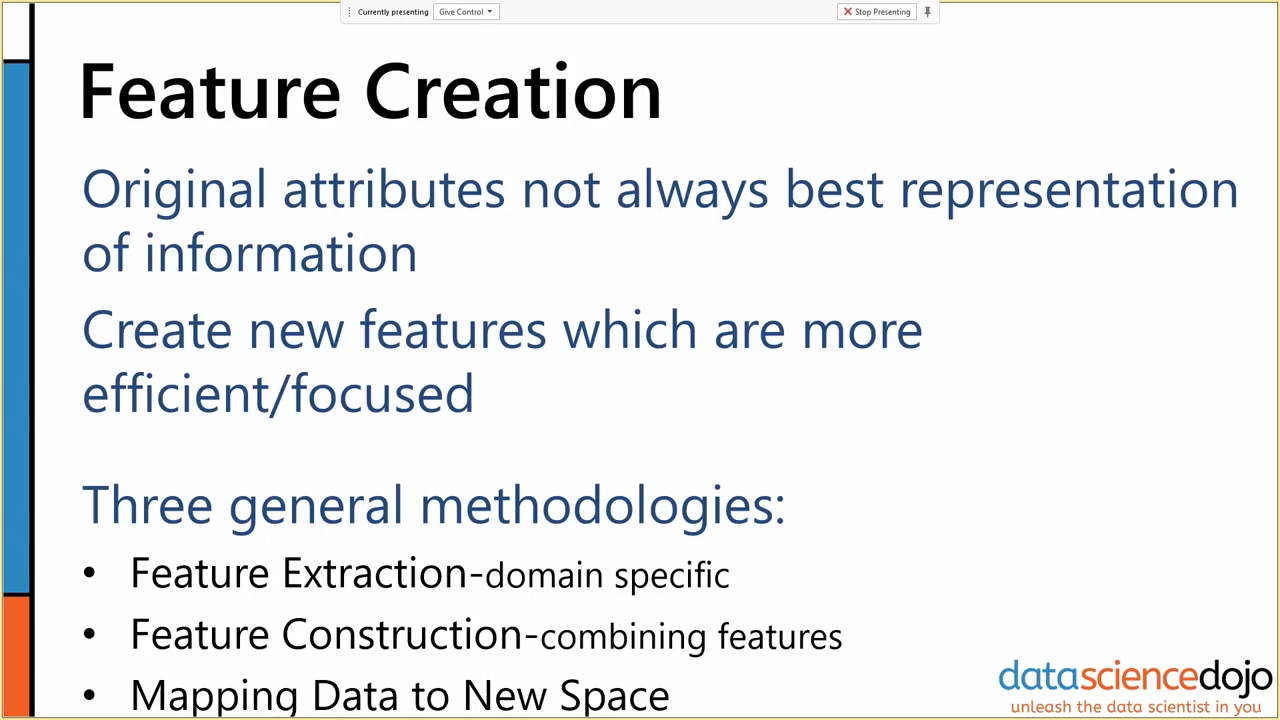 Currently presenting Give Control Stop Presenting
Feature Creation
Original attributes not always best representation
of information
Create new features which are more
efficient/focused
Three general methodologies:
• Feature Extraction-domain specific
• Feature Construction-combining features
• Mapping Data to New Space
datasciencedojo
unleash the data scientist in you